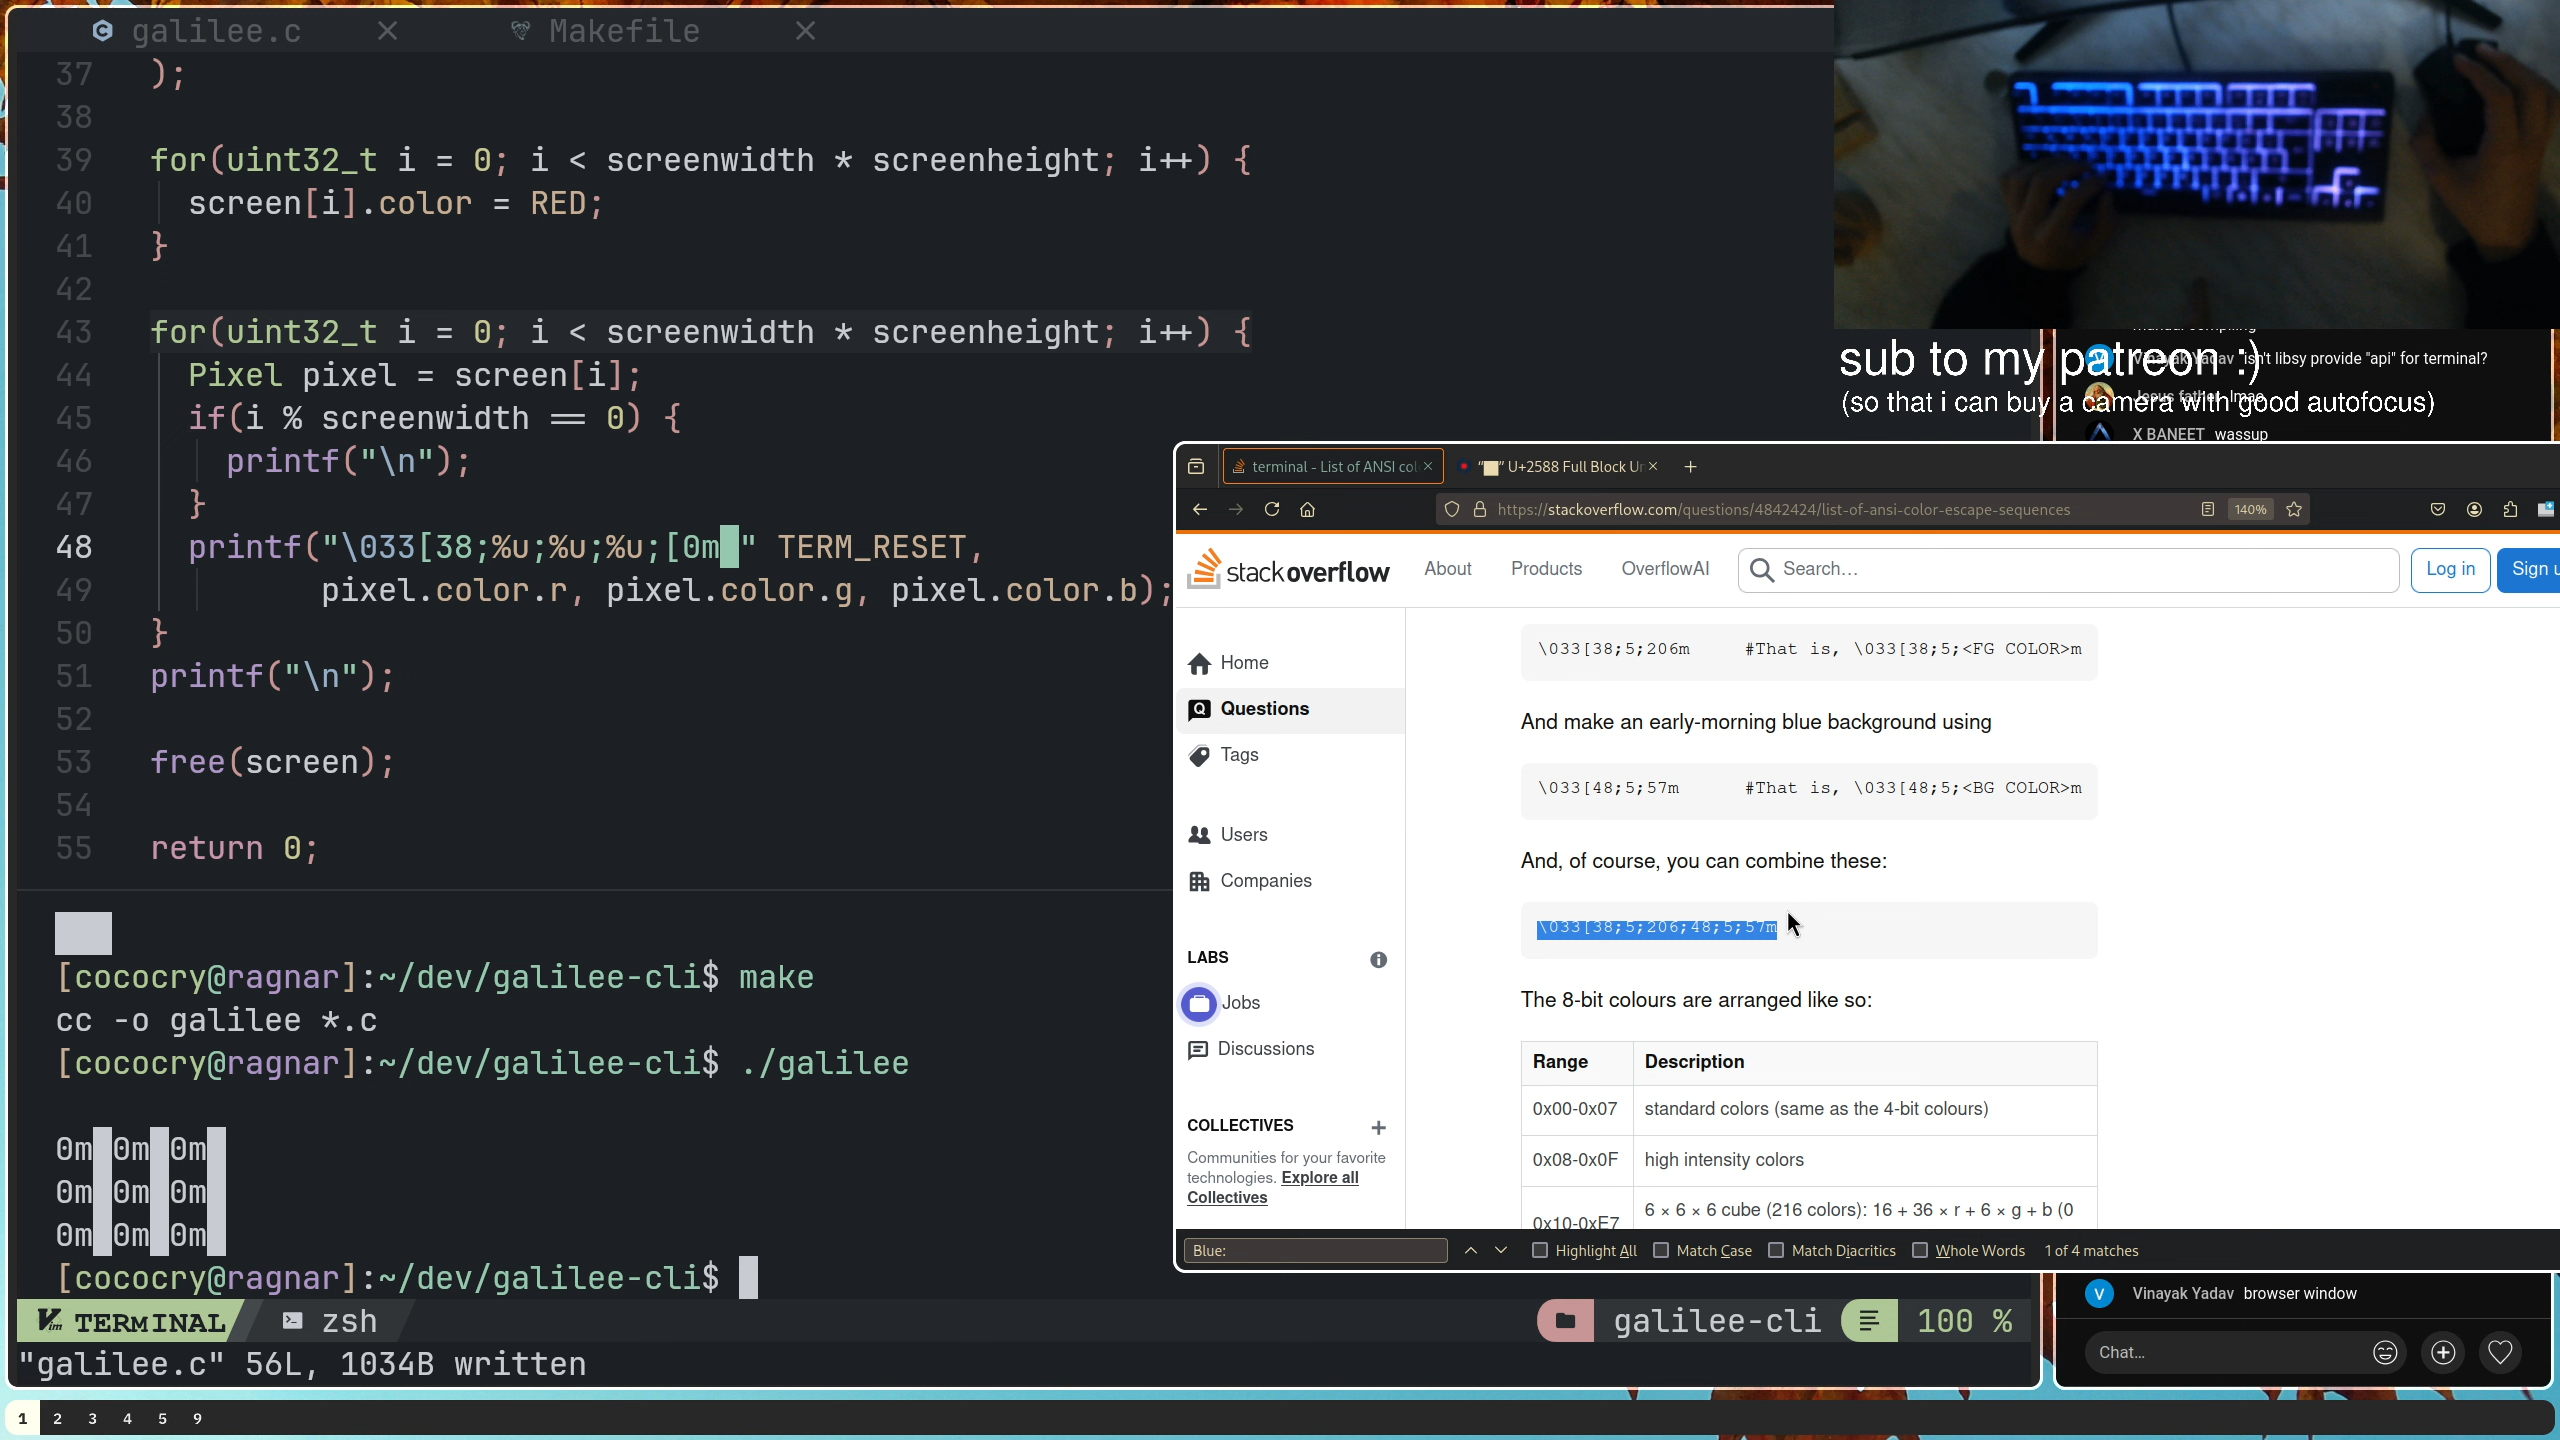 galilee.c
Makefile
37 );
38
39 for(uint32_t i = 0; i < screenwidth * screenheight; i++) {
40 screen[i].color = RED;
41 }
42
43 for(uint32_t i = 0; i < screenwidth * screenheight; i++) {
44 Pixel pixel = screen[i];
45 if(i % screenwidth == 0) {
46 printf("\n");
47 }
48 printf("\033[38;%u;%u;%u;[0m█" TERM_RESET,
49 pixel.color.r, pixel.color.g, pixel.color.b);
50 }
51 printf("\n");
52
53 free(screen);
54
55 return 0;
[cococry@ragnar]:~/dev/galilee-cli$ make
cc -o galilee *.c
[cococry@ragnar]:~/dev/galilee-cli$ ./galilee
0m█0m█0m█
0m█0m█0m█
0m█0m█0m█
[cococry@ragnar]:~/dev/galilee-cli$
TERMINAL
zsh
galilee-cli
100 %
"galilee.c" 56L, 1034B written
1 2 3 4 5 9
Vinayak Yadav isn't libsy provide "api" for terminal?
sub to my patreon :)
Jesus father lmao
(so that i can buy a camera with good autofocus)
X BANEET wassup
terminal - List of ANSI col
"█" U+2588 Full Block Un
https://stackoverflow.com/questions/4842424/list-of-ansi-color-escape-sequences
140%
stackoverflow
About
Products
OverflowAI
Search…
Log in
Sign u
Home
Questions
Tags
Users
Companies
LABS
Jobs
Discussions
COLLECTIVES
Communities for your favorite
technologies. Explore all
Collectives
\033[38;5;206m #That is, \033[38;5;<FG COLOR>m
And make an early-morning blue background using
\033[48;5;57m #That is, \033[48;5;<BG COLOR>m
And, of course, you can combine these:
\033[38;5;206;48;5;57m
The 8-bit colours are arranged like so:
Range Description
0x00-0x07 standard colors (same as the 4-bit colours)
0x08-0x0F high intensity colors
0x10-0xE7 6 × 6 × 6 cube (216 colors): 16 + 36 × r + 6 × g + b (0
Blue:
Highlight All
Match Case
Match Diacritics
Whole Words
1 of 4 matches
V Vinayak Yadav browser window
Chat...